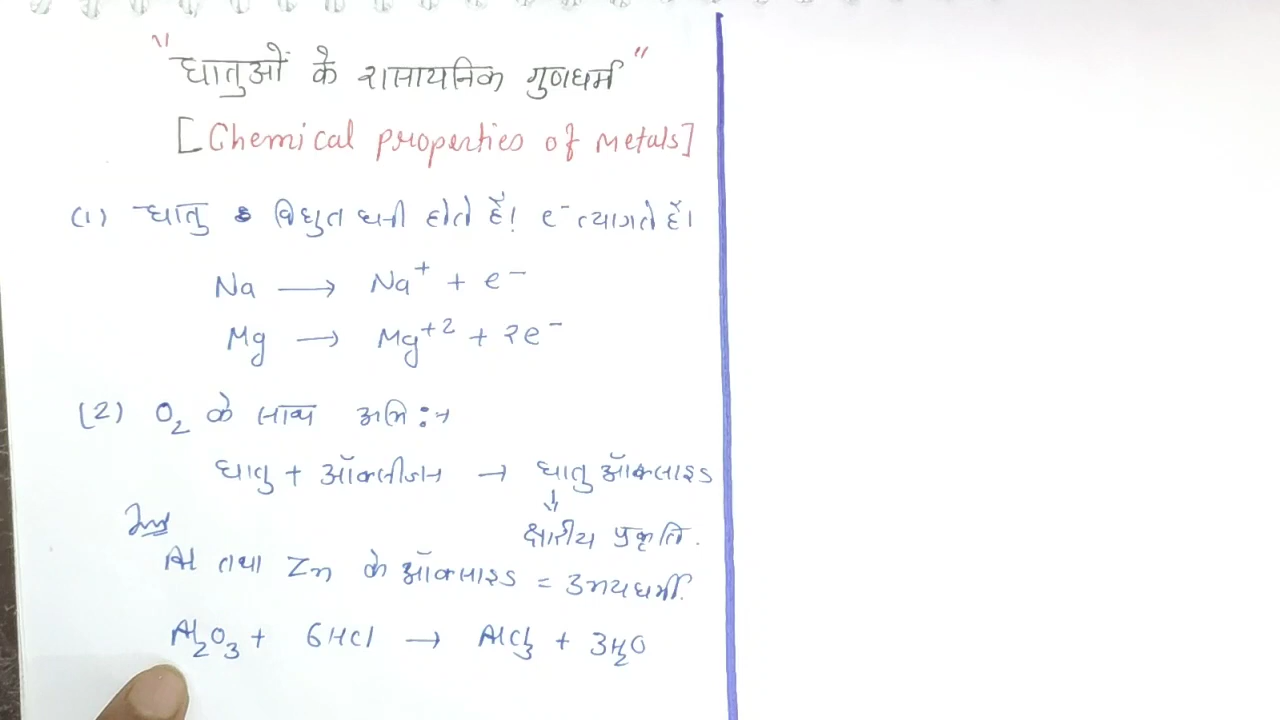 "धातुओं के रासायनिक गुणधर्म"
[Chemical properties of metals]
(1) धातु विद्युत धनी होते हैं। e⁻ त्यागते हैं।
Na → Na⁺ + e⁻
Mg → Mg⁺² + 2e⁻
(2) O₂ के साथ अभि :न
धातु + ऑक्सीजन → धातु ऑक्साइड
↓
क्षारीय प्रकृति.
Imp
Al तथा Zn के ऑक्साइड = उभयधर्मी.
Al₂O₃ + 6HCl → AlCl₃ + 3H₂O